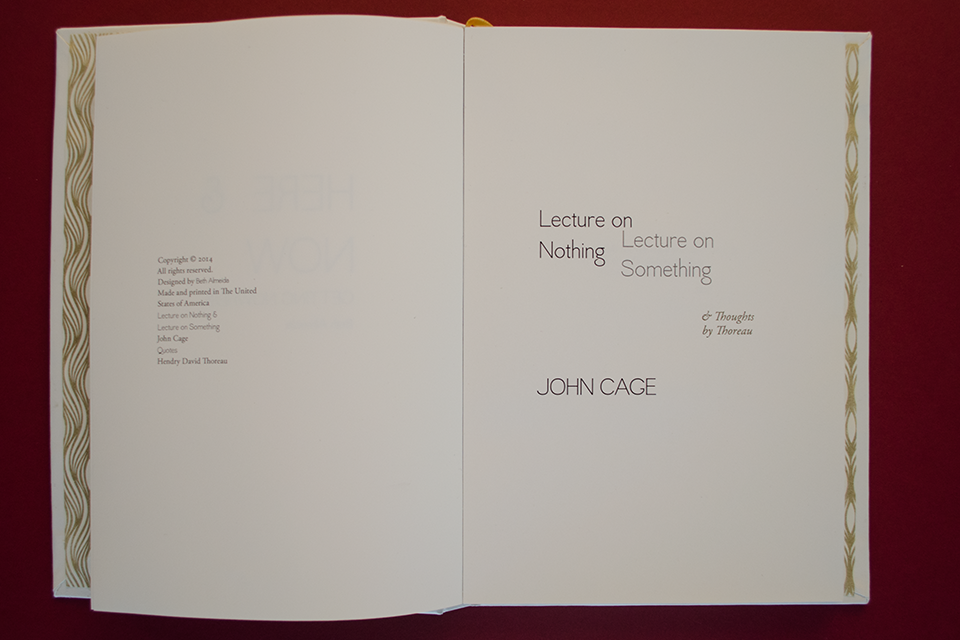 Copyright © 2014
All rights reserved.
Designed by Beth Almeida
Made and printed in The United
States of America
Lecture on Nothing &
Lecture on Something
John Cage
Quotes
Hendry David Thoreau
Lecture on
Nothing
Lecture on
Something
& Thoughts
by Thoreau
JOHN CAGE